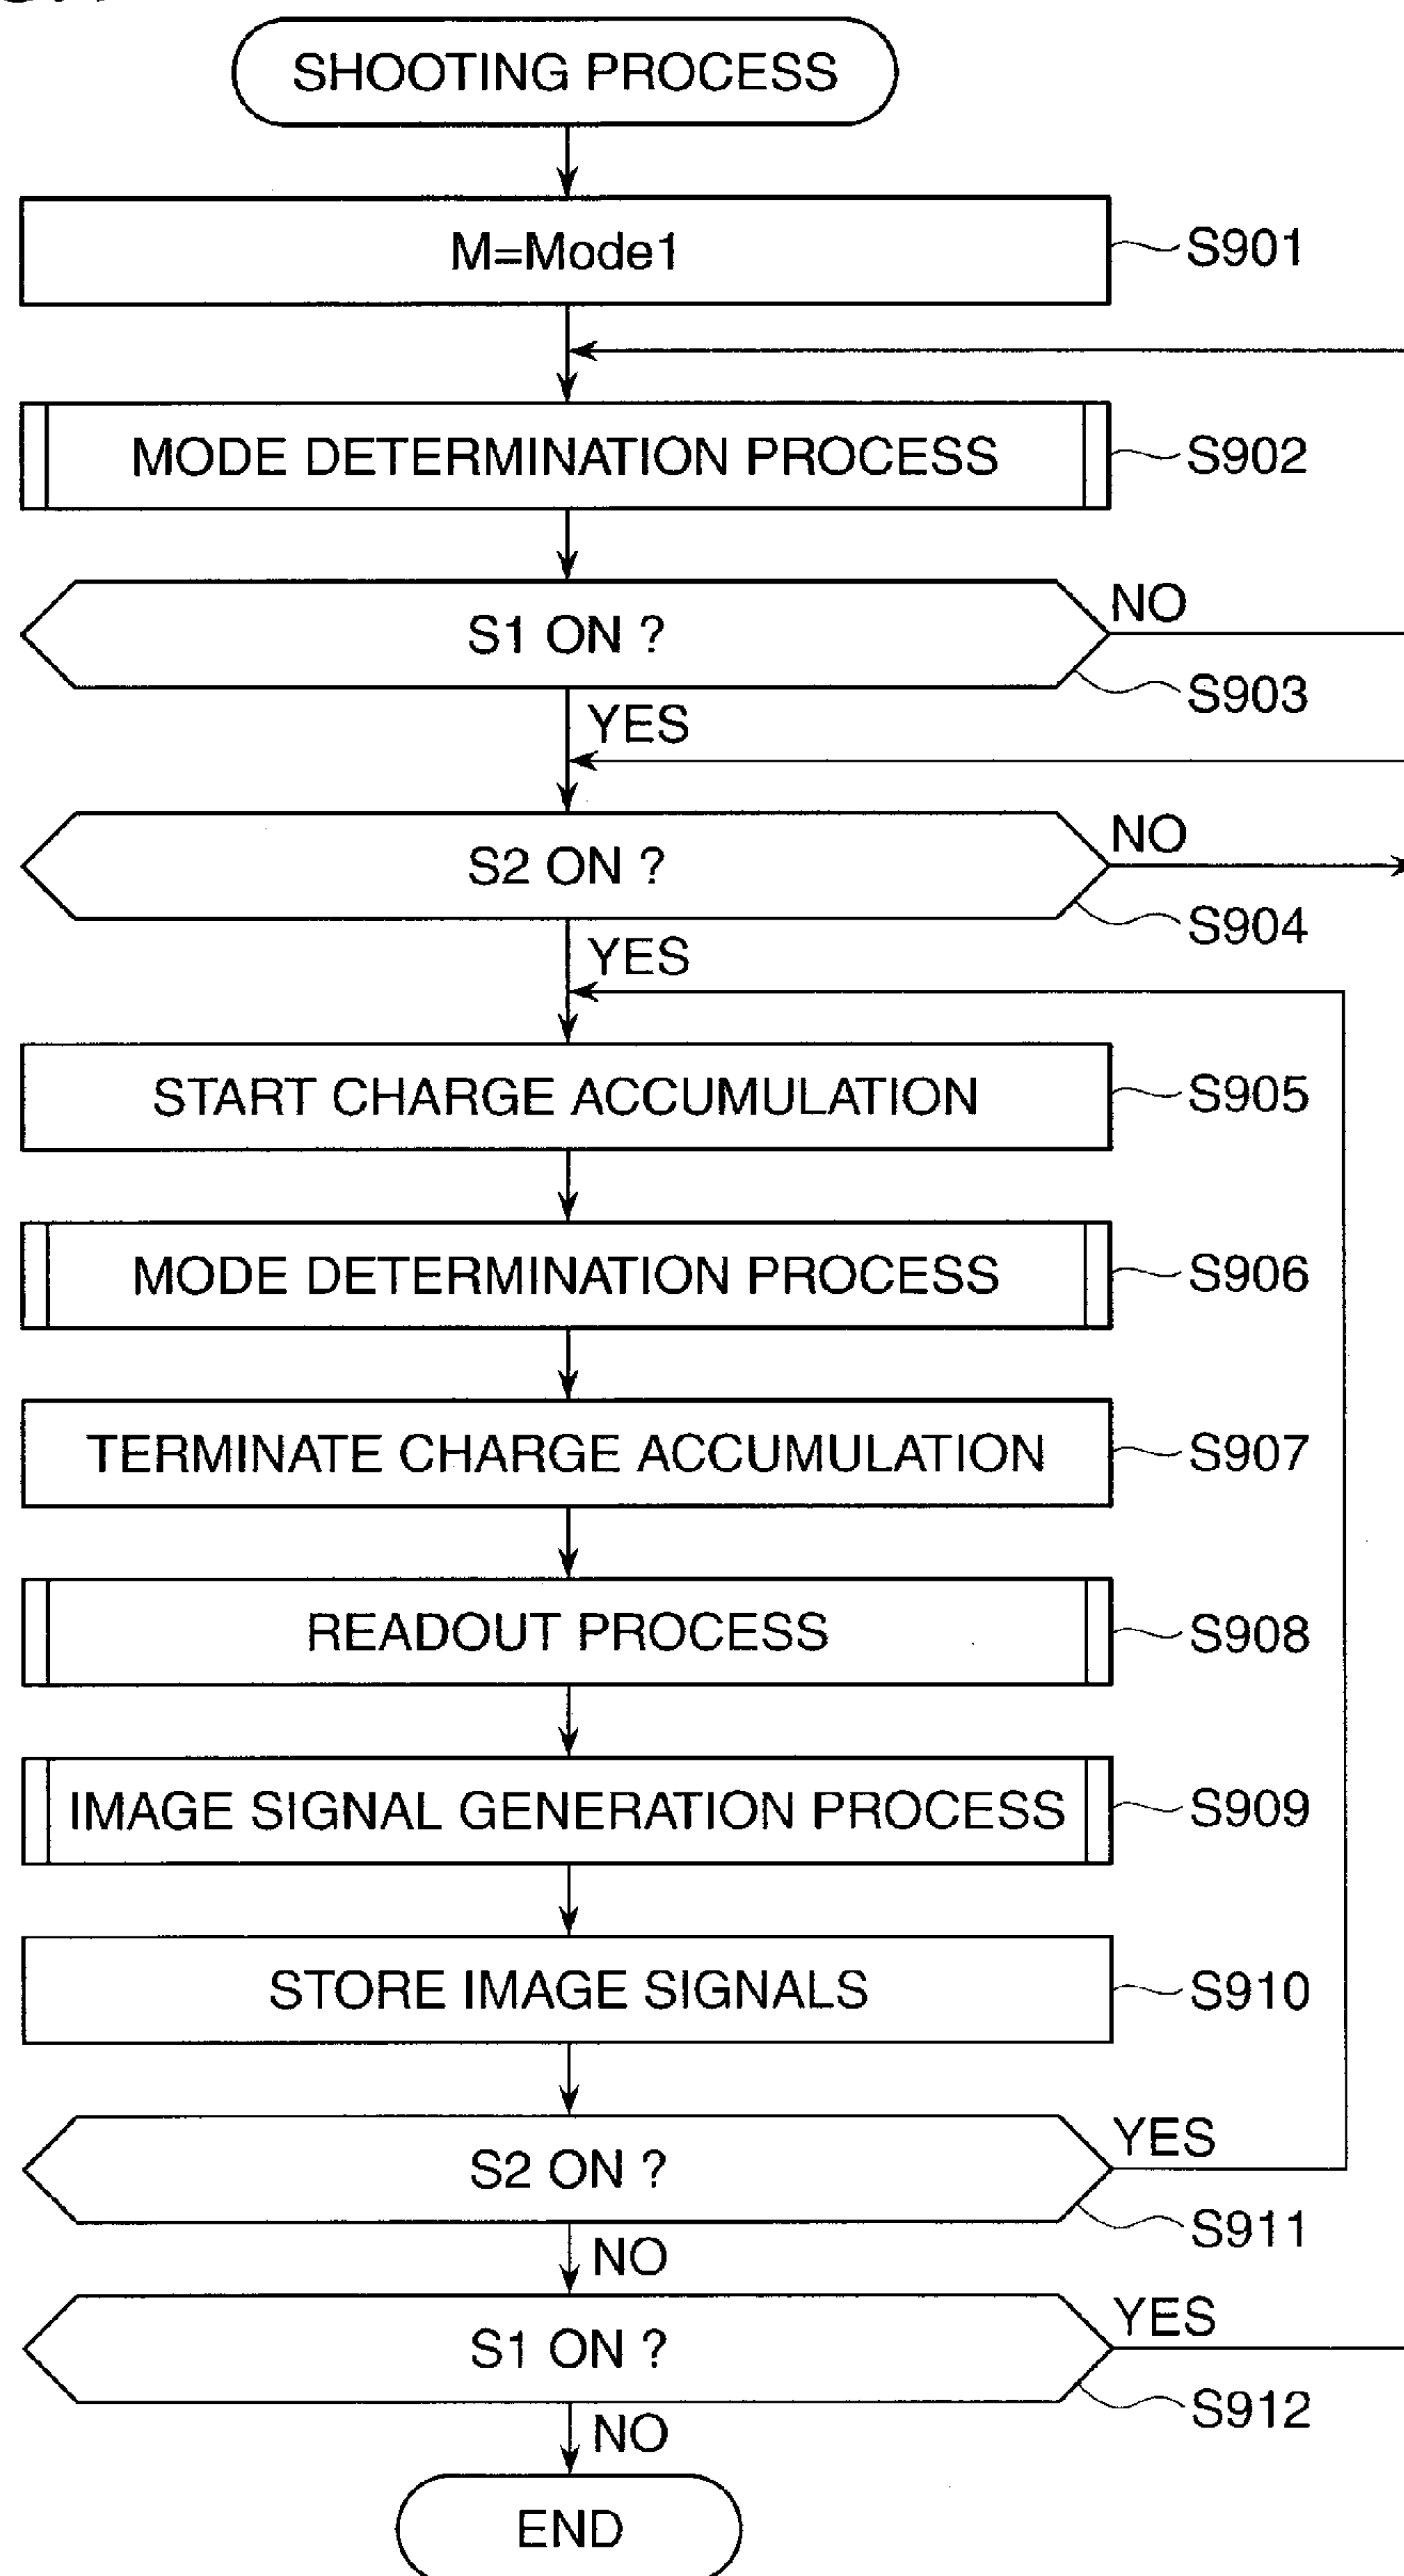 SHOOTING PROCESS
M=Mode1
S901
MODE DETERMINATION PROCESS
S902
S1 ON ?
NO
S903
YES
S2 ON ?
NO
S904
YES
START CHARGE ACCUMULATION
S905
MODE DETERMINATION PROCESS
S906
TERMINATE CHARGE ACCUMULATION
S907
READOUT PROCESS
S908
IMAGE SIGNAL GENERATION PROCESS
S909
STORE IMAGE SIGNALS
S910
S2 ON ?
YES
S911
NO
S1 ON ?
YES
S912
NO
END